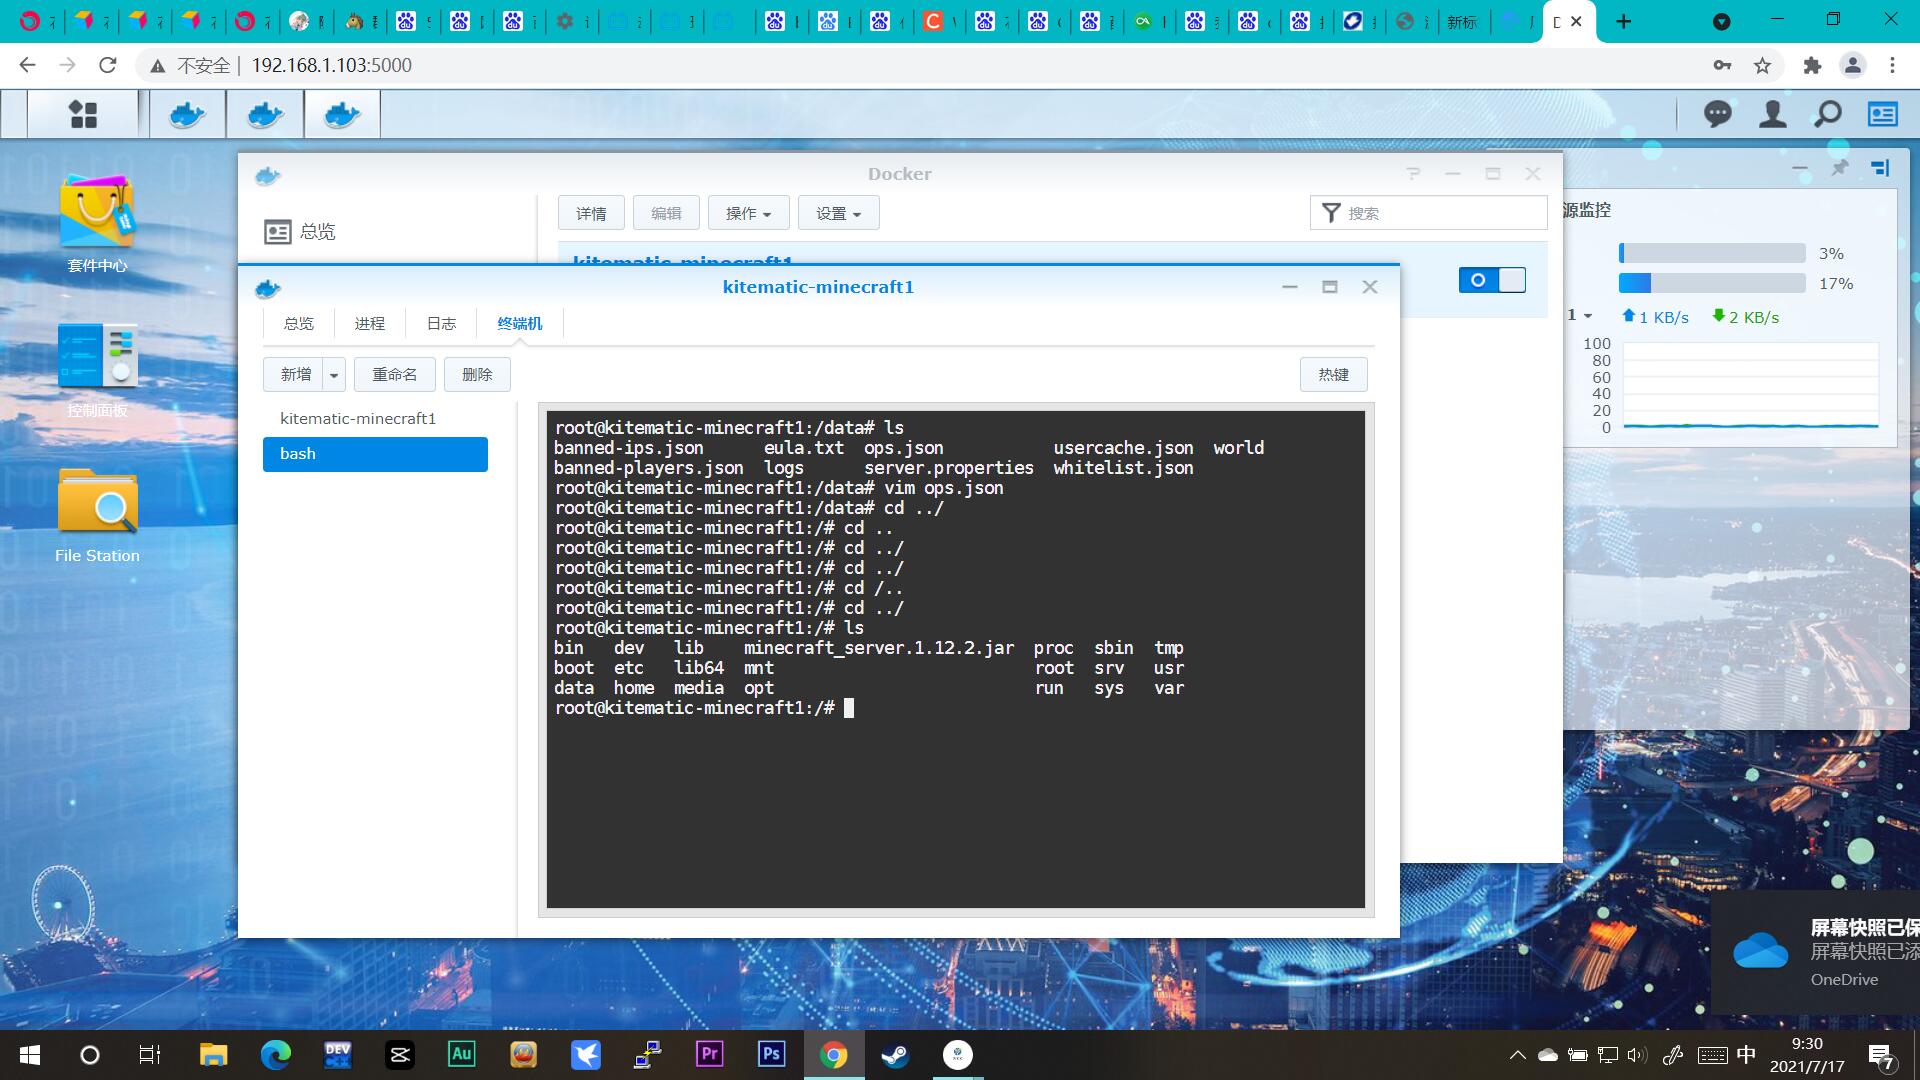 新标
D
不安全 | 192.168.1.103:5000
Docker
总览
详情
编辑
操作
设置
搜索
套件中心
控制面板
File Station
kitematic-minecraft1
总览
进程
日志
终端机
新增
重命名
删除
热键
kitematic-minecraft1
bash
root@kitematic-minecraft1:/data# ls
banned-ips.json      eula.txt  ops.json           usercache.json  world
banned-players.json  logs      server.properties  whitelist.json
root@kitematic-minecraft1:/data# vim ops.json
root@kitematic-minecraft1:/data# cd ../
root@kitematic-minecraft1:/# cd ..
root@kitematic-minecraft1:/# cd ../
root@kitematic-minecraft1:/# cd ../
root@kitematic-minecraft1:/# cd /..
root@kitematic-minecraft1:/# cd ../
root@kitematic-minecraft1:/# ls
bin   dev   lib    minecraft_server.1.12.2.jar  proc  sbin  tmp
boot  etc   lib64  mnt                          root  srv   usr
data  home  media  opt                          run   sys   var
root@kitematic-minecraft1:/#
源监控
3%
17%
1
1 KB/s
2 KB/s
100
80
60
40
20
0
屏幕快照已保
屏幕快照已添
OneDrive
DEV
C++
Au
Pr
Ps
中
9:30
2021/7/17
7